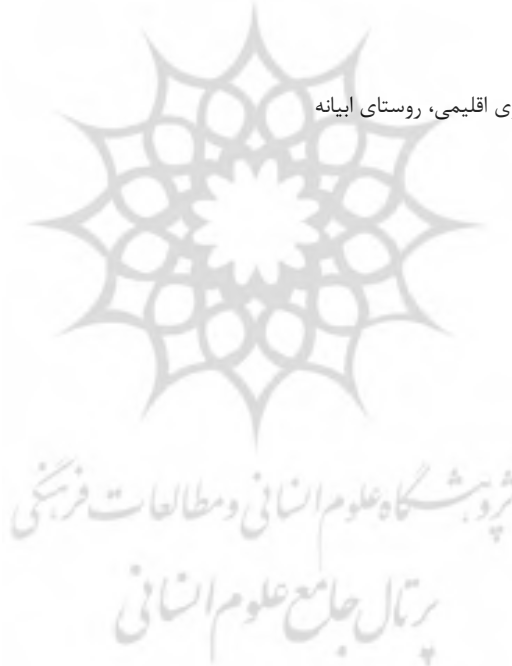 ی اقلیمی، روستای ابیانه
پژوهشگاه علوم انسانی و مطالعات فرهنگی
پرتال جامع علوم انسانی